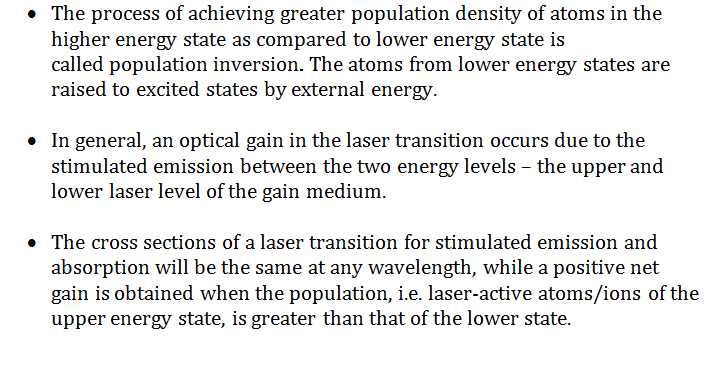 • The process of achieving greater population density of atoms in the
higher energy state as compared to lower energy state is
called population inversion. The atoms from lower energy states are
raised to excited states by external energy.
• In general, an optical gain in the laser transition occurs due to the
stimulated emission between the two energy levels – the upper and
lower laser level of the gain medium.
• The cross sections of a laser transition for stimulated emission and
absorption will be the same at any wavelength, while a positive net
gain is obtained when the population, i.e. laser-active atoms/ions of the
upper energy state, is greater than that of the lower state.